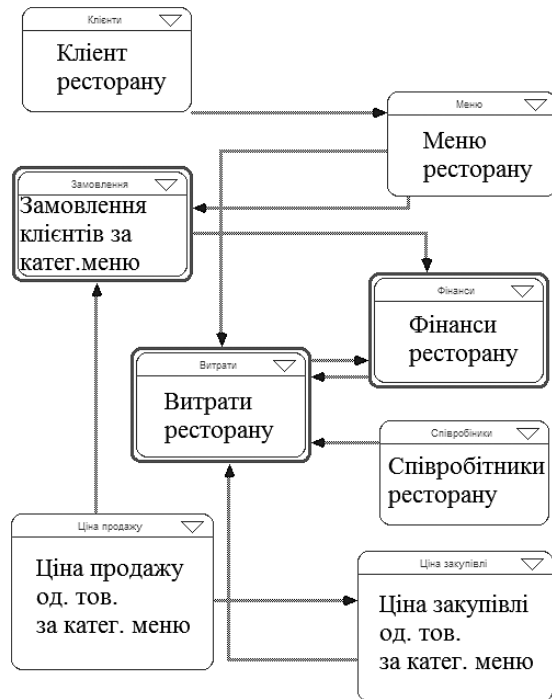 Клієнти
Клієнт
ресторану
Меню
Меню
ресторану
Замовлення
Замовлення
клієнтів за
катег.меню
Фінанси
Фінанси
ресторану
Витрати
Витрати
ресторану
Співробіники
Співробітники
ресторану
Ціна продажу
Ціна продажу
од. тов.
за катег. меню
Ціна закупівлі
Ціна закупівлі
од. тов.
за катег. меню